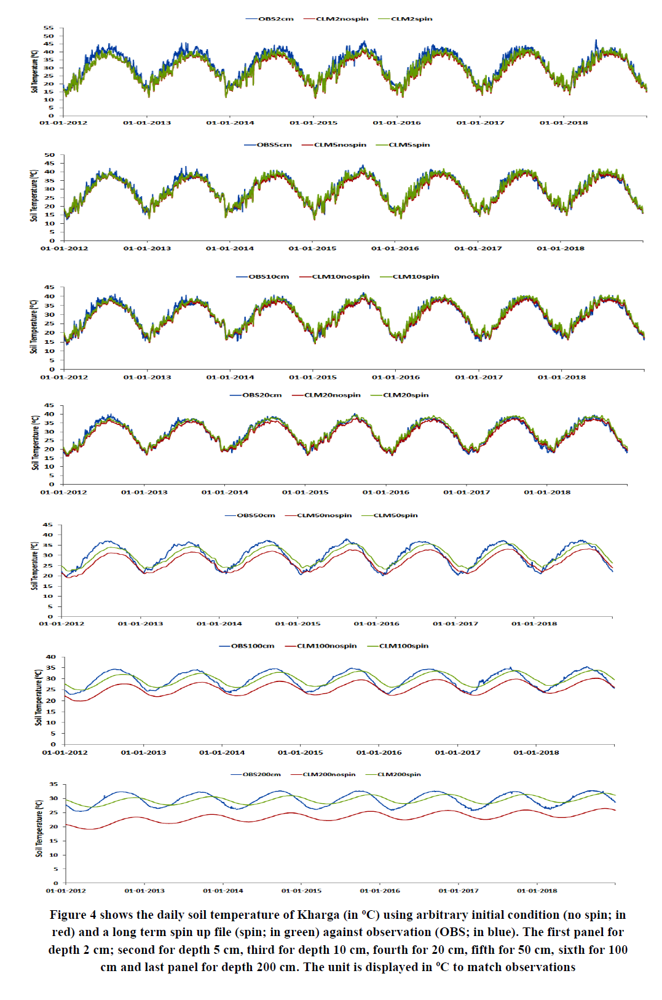 OBS2cm CLM2nospin CLM2spin
Soil Temperature (ºC)
55
50
45
40
35
30
25
20
15
10
5
0
01-01-2012 01-01-2013 01-01-2014 01-01-2015 01-01-2016 01-01-2017 01-01-2018
OBS5cm CLM5nospin CLM5spin
Soil Temperature (ºC)
50
45
40
35
30
25
20
15
10
5
0
01-01-2012 01-01-2013 01-01-2014 01-01-2015 01-01-2016 01-01-2017 01-01-2018
OBS10cm CLM10nospin CLM10spin
Soil Temperature (ºC)
45
40
35
30
25
20
15
10
5
0
01-01-2012 01-01-2013 01-01-2014 01-01-2015 01-01-2016 01-01-2017 01-01-2018
OBS20cm CLM20nospin CLM20spin
Soil Temperature (ºC)
45
40
35
30
25
20
15
10
5
0
01-01-2012 01-01-2013 01-01-2014 01-01-2015 01-01-2016 01-01-2017 01-01-2018
OBS50cm CLM50nospin CLM50spin
Soil Temperature (ºC)
45
40
35
30
25
20
15
10
5
0
01-01-2012 01-01-2013 01-01-2014 01-01-2015 01-01-2016 01-01-2017 01-01-2018
OBS100cm CLM100nospin CLM100spin
Soil Temperature (ºC)
40
35
30
25
20
15
10
5
0
01-01-2012 01-01-2013 01-01-2014 01-01-2015 01-01-2016 01-01-2017 01-01-2018
OBS200cm CLM200nospin CLM200spin
Soil Temperature (ºC)
35
30
25
20
15
10
5
0
01-01-2012 01-01-2013 01-01-2014 01-01-2015 01-01-2016 01-01-2017 01-01-2018
Figure 4 shows the daily soil temperature of Kharga (in ºC) using arbitrary initial condition (no spin; in
red) and a long term spin up file (spin; in green) against observation (OBS; in blue). The first panel for
depth 2 cm; second for depth 5 cm, third for depth 10 cm, fourth for 20 cm, fifth for 50 cm, sixth for 100
cm and last panel for depth 200 cm. The unit is displayed in ºC to match observations